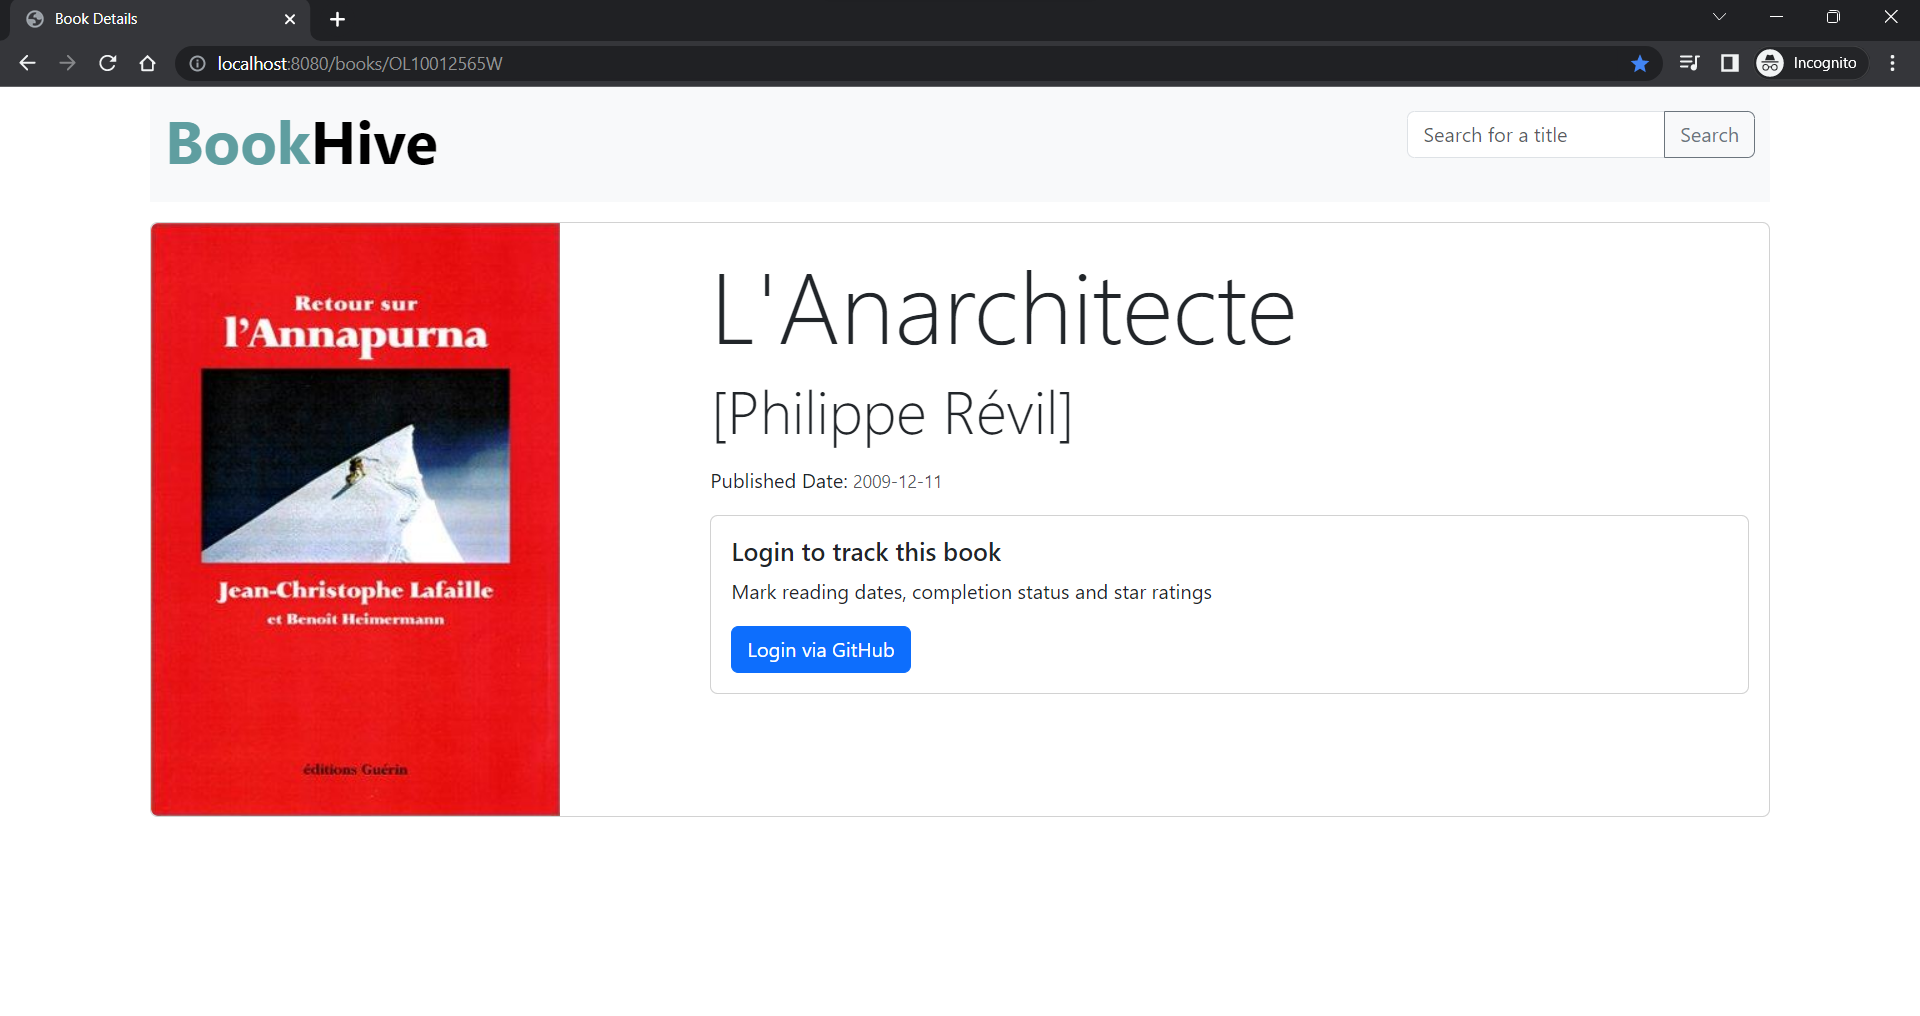 Book Details
localhost:8080/books/OL10012565W
Incognito
BookHive
Search for a title
Search
Retour sur
l'Annapurna
Jean-Christophe Lafaille
et Benoît Heimermann
éditions Guérin
L'Anarchitecte
[Philippe Révil]
Published Date: 2009-12-11
Login to track this book
Mark reading dates, completion status and star ratings
Login via GitHub